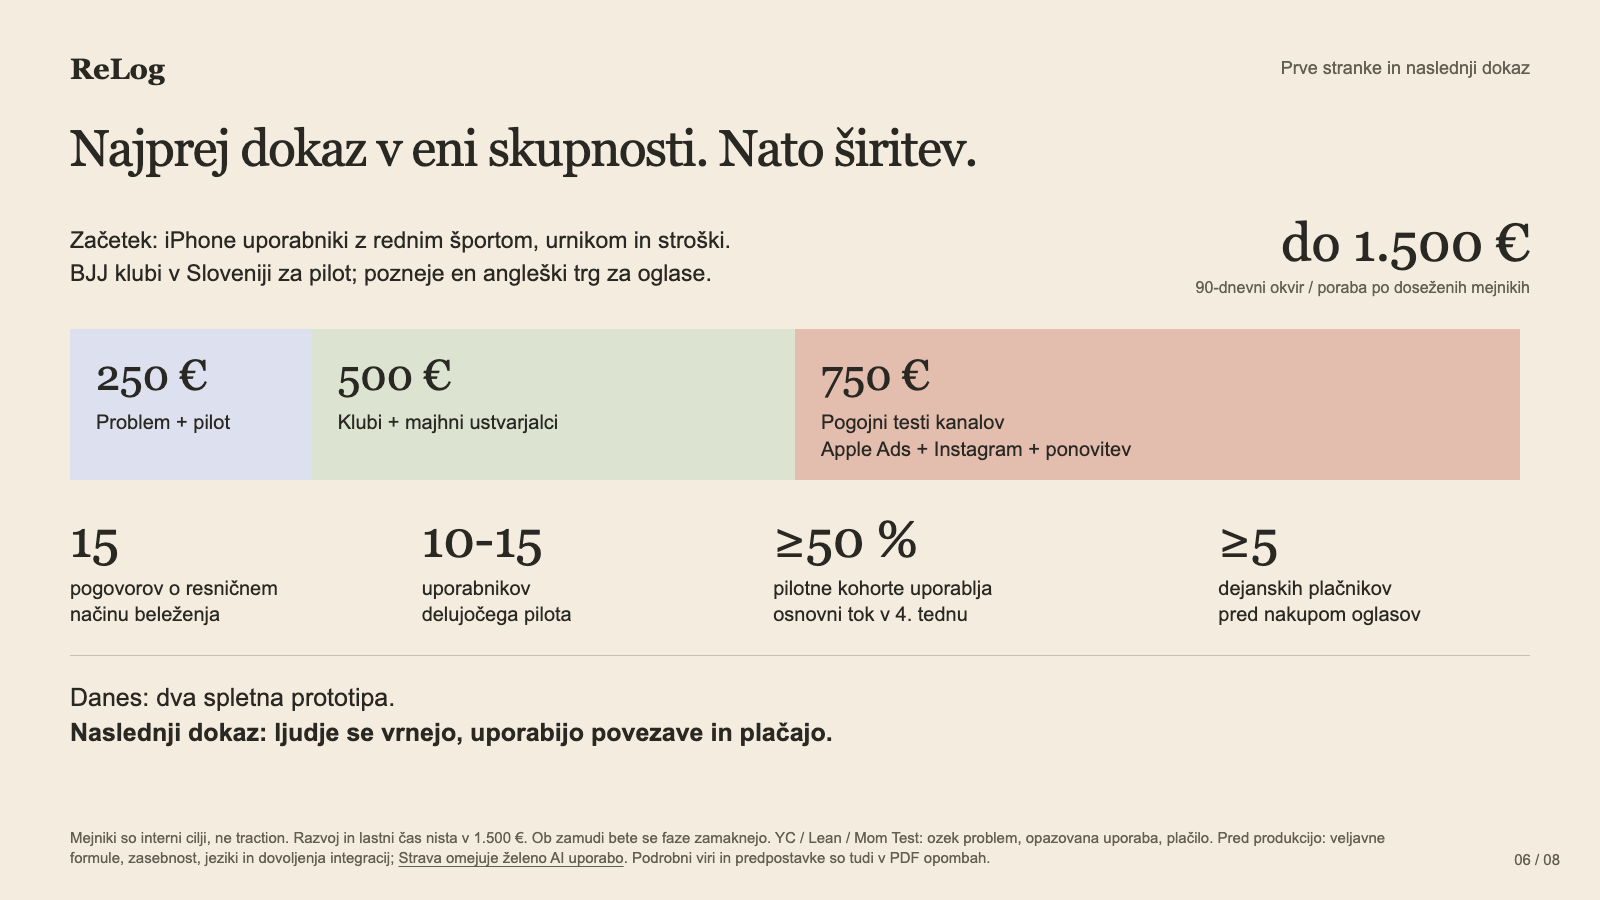 ReLog
Prve stranke in naslednji dokaz
Najprej dokaz v eni skupnosti. Nato širitev.
Začetek: iPhone uporabniki z rednim športom, urnikom in stroški.
BJJ klubi v Sloveniji za pilot; pozneje en angleški trg za oglase.
do 1.500 €
90-dnevni okvir / poraba po doseženih mejnikih
250 €
Problem + pilot
500 €
Klubi + majhni ustvarjalci
750 €
Pogojni testi kanalov
Apple Ads + Instagram + ponovitev
15
pogovorov o resničnem
načinu beleženja
10-15
uporabnikov
delujočega pilota
≥50 %
pilotne kohorte uporablja
osnovni tok v 4. tednu
≥5
dejanskih plačnikov
pred nakupom oglasov
Danes: dva spletna prototipa.
Naslednji dokaz: ljudje se vrnejo, uporabijo povezave in plačajo.
Mejniki so interni cilji, ne traction. Razvoj in lastni čas nista v 1.500 €. Ob zamudi bete se faze zamaknejo. YC / Lean / Mom Test: ozek problem, opazovana uporaba, plačilo. Pred produkcijo: veljavne
formule, zasebnost, jeziki in dovoljenja integracij; Strava omejuje želeno AI uporabo. Podrobni viri in predpostavke so tudi v PDF opombah.
06 / 08